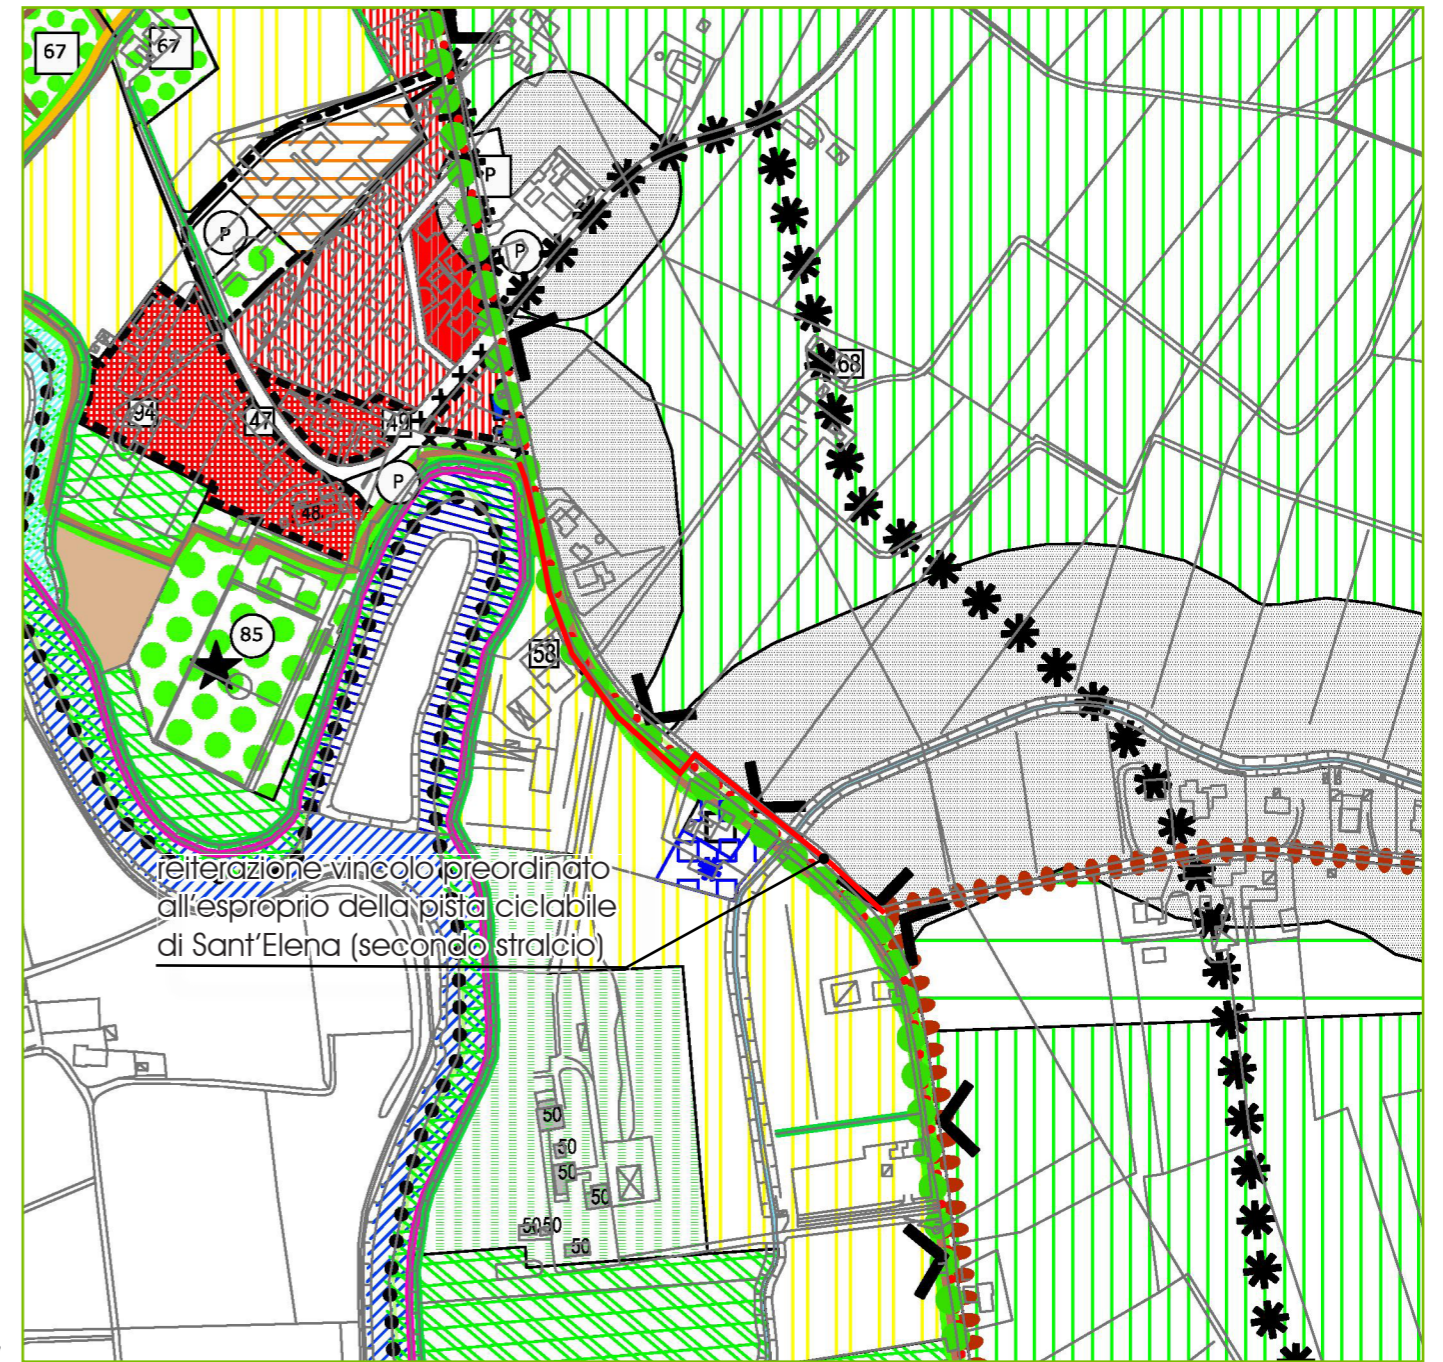 67
67
P
P
P
68
94
47
49
P
48
85
58
reiterazione vincolo preordinato
all'esproprio della pista ciclabile
di Sant'Elena (secondo stralcio)
50
50
50
50
5050
50